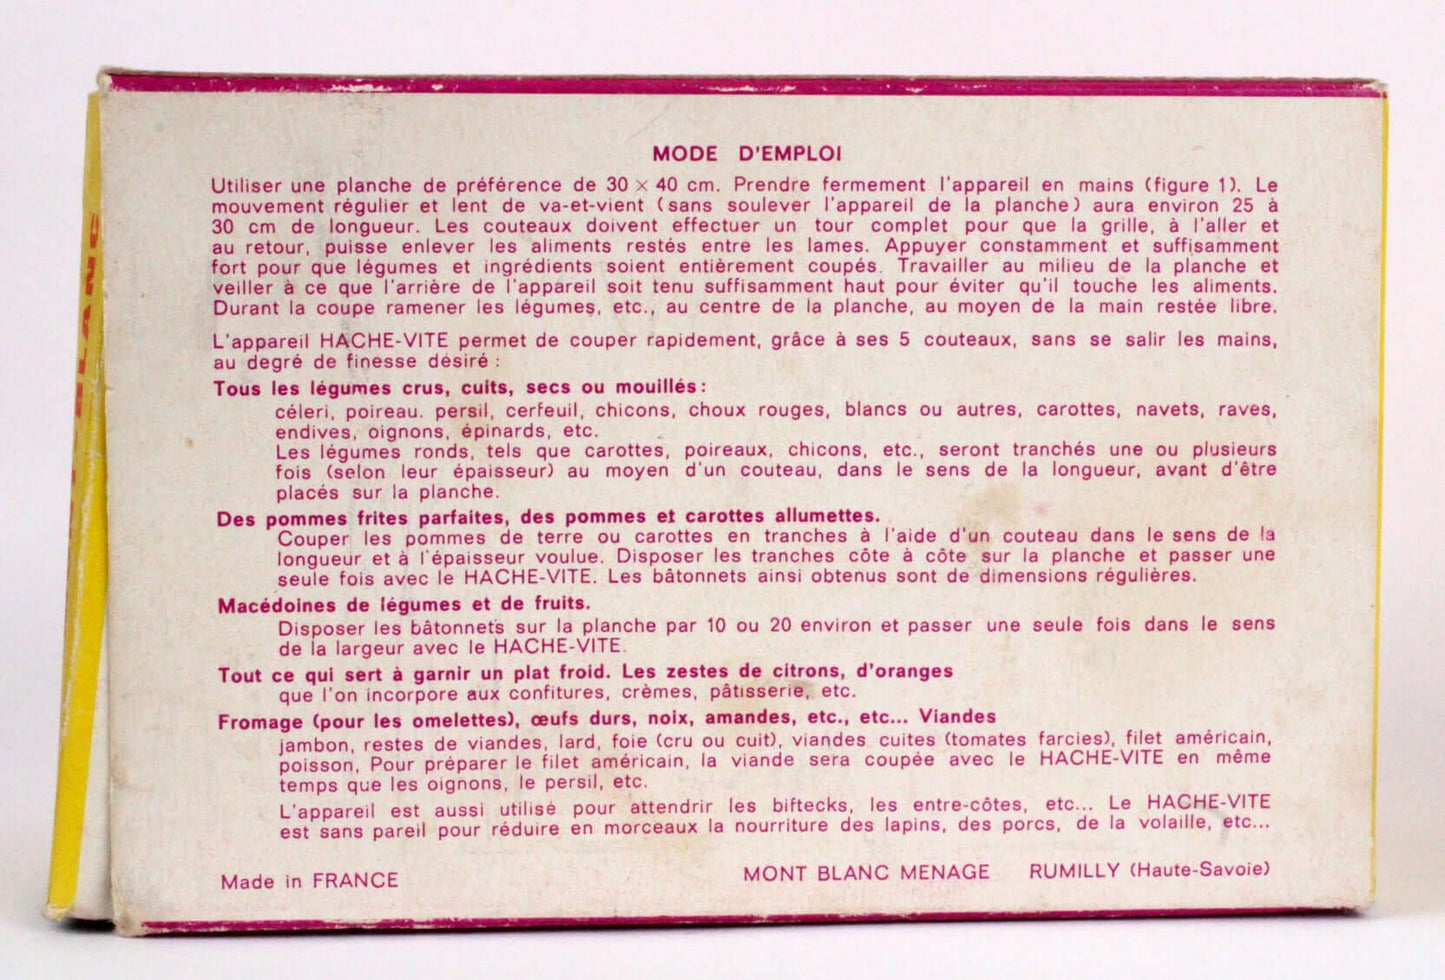 MODE D'EMPLOI
Utiliser une planche de préférence de 30 × 40 cm. Prendre fermement l'appareil en mains (figure 1). Le
mouvement régulier et lent de va-et-vient (sans soulever l'appareil de la planche) aura environ 25 à
30 cm de longueur. Les couteaux doivent effectuer un tour complet pour que la grille, à l'aller et
au retour, puisse enlever les aliments restés entre les lames. Appuyer constamment et suffisamment
fort pour que légumes et ingrédients soient entièrement coupés. Travailler au milieu de la planche et
veiller à ce que l'arrière de l'appareil soit tenu suffisamment haut pour éviter qu'il touche les aliments.
Durant la coupe ramener les légumes, etc., au centre de la planche, au moyen de la main restée libre.
L'appareil HACHE-VITE permet de couper rapidement, grâce à ses 5 couteaux, sans se salir les mains,
au degré de finesse désiré :
Tous les légumes crus, cuits, secs ou mouillés :
céleri, poireau. persil, cerfeuil, chicons, choux rouges, blancs ou autres, carottes, navets, raves,
endives, oignons, épinards, etc.
Les légumes ronds, tels que carottes, poireaux, chicons, etc., seront tranchés une ou plusieurs
fois (selon leur épaisseur) au moyen d'un couteau, dans le sens de la longueur, avant d'être
placés sur la planche.
Des pommes frites parfaites, des pommes et carottes allumettes.
Couper les pommes de terre ou carottes en tranches à l'aide d'un couteau dans le sens de la
longueur et à l'épaisseur voulue. Disposer les tranches côte à côte sur la planche et passer une
seule fois avec le HACHE-VITE. Les bâtonnets ainsi obtenus sont de dimensions régulières.
Macédoines de légumes et de fruits.
Disposer les bâtonnets sur la planche par 10 ou 20 environ et passer une seule fois dans le sens
de la largeur avec le HACHE-VITE.
Tout ce qui sert à garnir un plat froid. Les zestes de citrons, d'oranges
que l'on incorpore aux confitures, crèmes, pâtisserie, etc.
Fromage (pour les omelettes), œufs durs, noix, amandes, etc., etc... Viandes
jambon, restes de viandes, lard, foie (cru ou cuit), viandes cuites (tomates farcies), filet américain,
poisson, Pour préparer le filet américain, la viande sera coupée avec le HACHE-VITE en même
temps que les oignons, le persil, etc.
L'appareil est aussi utilisé pour attendrir les biftecks, les entre-côtes, etc... Le HACHE-VITE
est sans pareil pour réduire en morceaux la nourriture des lapins, des porcs, de la volaille, etc...
Made in FRANCE
MONT BLANC MENAGE RUMILLY (Haute-Savoie)
BLANC